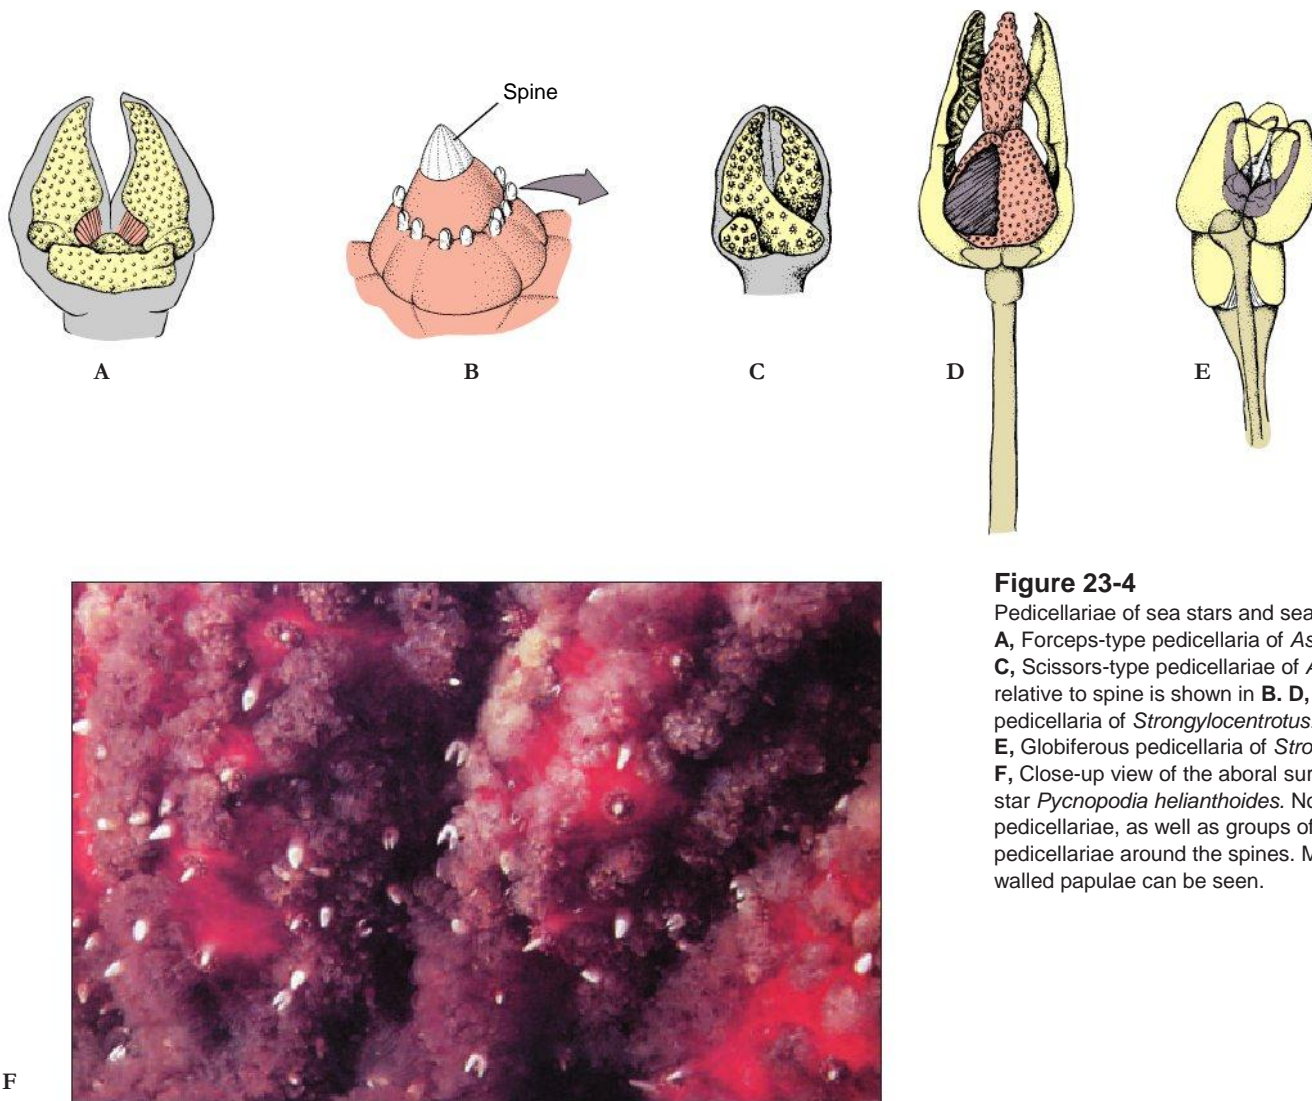 Spine
A
B
C
D
E
Figure 23-4
Pedicellariae of sea stars and sea
A, Forceps-type pedicellaria of As
C, Scissors-type pedicellariae of A
relative to spine is shown in B. D,
pedicellaria of Strongylocentrotus.
E, Globiferous pedicellaria of Stro
F, Close-up view of the aboral sur
star Pycnopodia helianthoides. No
pedicellariae, as well as groups of
pedicellariae around the spines. M
walled papulae can be seen.
F